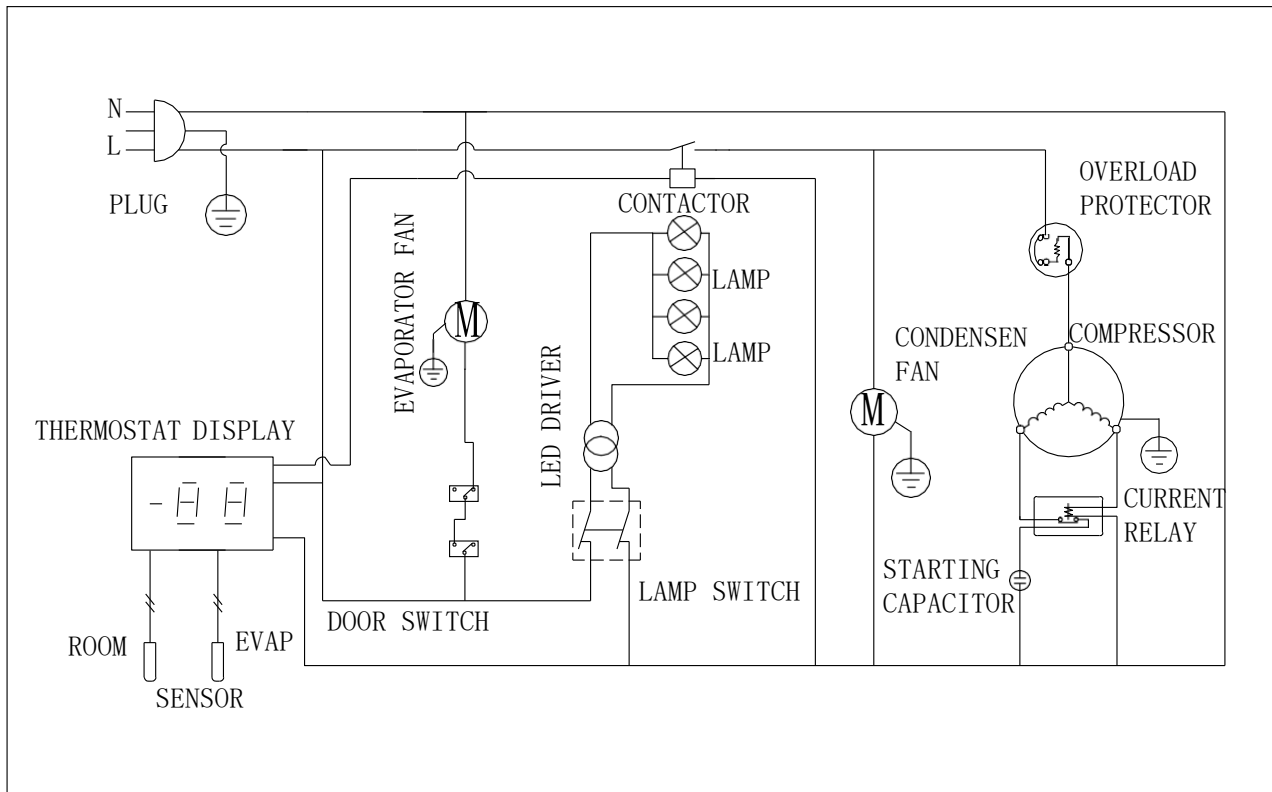 N
L
PLUG
OVERLOAD
PROTECTOR
CONTACTOR
LAMP
EVAPORATOR FAN
M
CONDENSEN
FAN
COMPRESSOR
LAMP
LED DRIVER
M
THERMOSTAT DISPLAY
-88
CURRENT
RELAY
STARTING
CAPACITOR
LAMP SWITCH
DOOR SWITCH
ROOM
EVAP
SENSOR